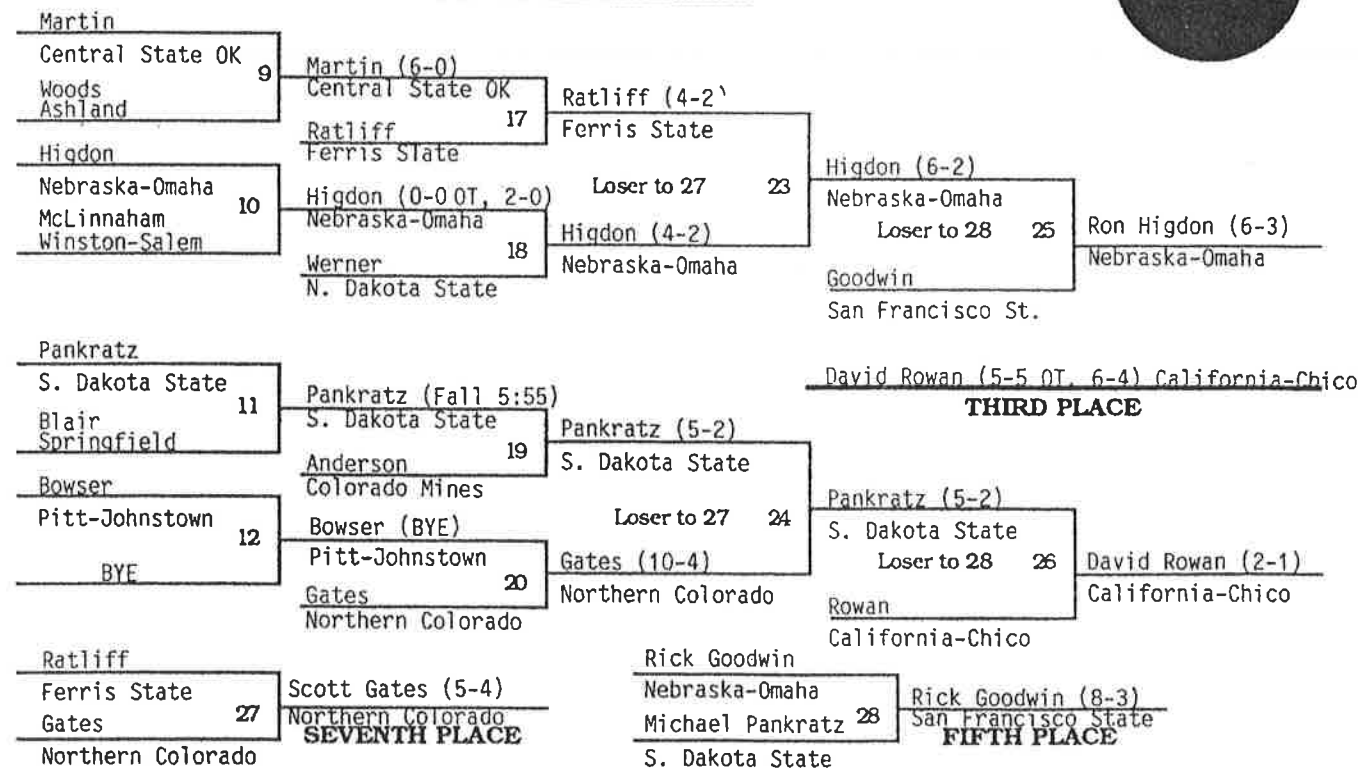 Martin
Central State OK
9
Woods
Ashland
Martin (6-0)
Central State OK
17
Ratliff
Ferris State
Ratliff (4-2)
Ferris State
Higdon
Nebraska-Omaha
10
McLinnaham
Winston-Salem
Higdon (0-0 OT, 2-0)
Nebraska-Omaha
18
Werner
N. Dakota State
Loser to 27 23
Higdon (4-2)
Nebraska-Omaha
Higdon (6-2)
Nebraska-Omaha
Loser to 28 25
Goodwin
San Francisco St.
Ron Higdon (6-3)
Nebraska-Omaha
David Rowan (5-5 OT, 6-4) California-Chico
THIRD PLACE
Pankratz
S. Dakota State
11
Blair
Springfield
Pankratz (Fall 5:55)
S. Dakota State
19
Anderson
Colorado Mines
Pankratz (5-2)
S. Dakota State
Bowser
Pitt-Johnstown
12
BYE
Bowser (BYE)
Pitt-Johnstown
20
Gates
Northern Colorado
Loser to 27 24
Gates (10-4)
Northern Colorado
Pankratz (5-2)
S. Dakota State
Loser to 28 26
Rowan
California-Chico
David Rowan (2-1)
California-Chico
Ratliff
Ferris State
Gates 27
Northern Colorado
Scott Gates (5-4)
Northern Colorado
SEVENTH PLACE
Rick Goodwin
Nebraska-Omaha
Michael Pankratz 28
S. Dakota State
Rick Goodwin (8-3)
San Francisco State
FIFTH PLACE